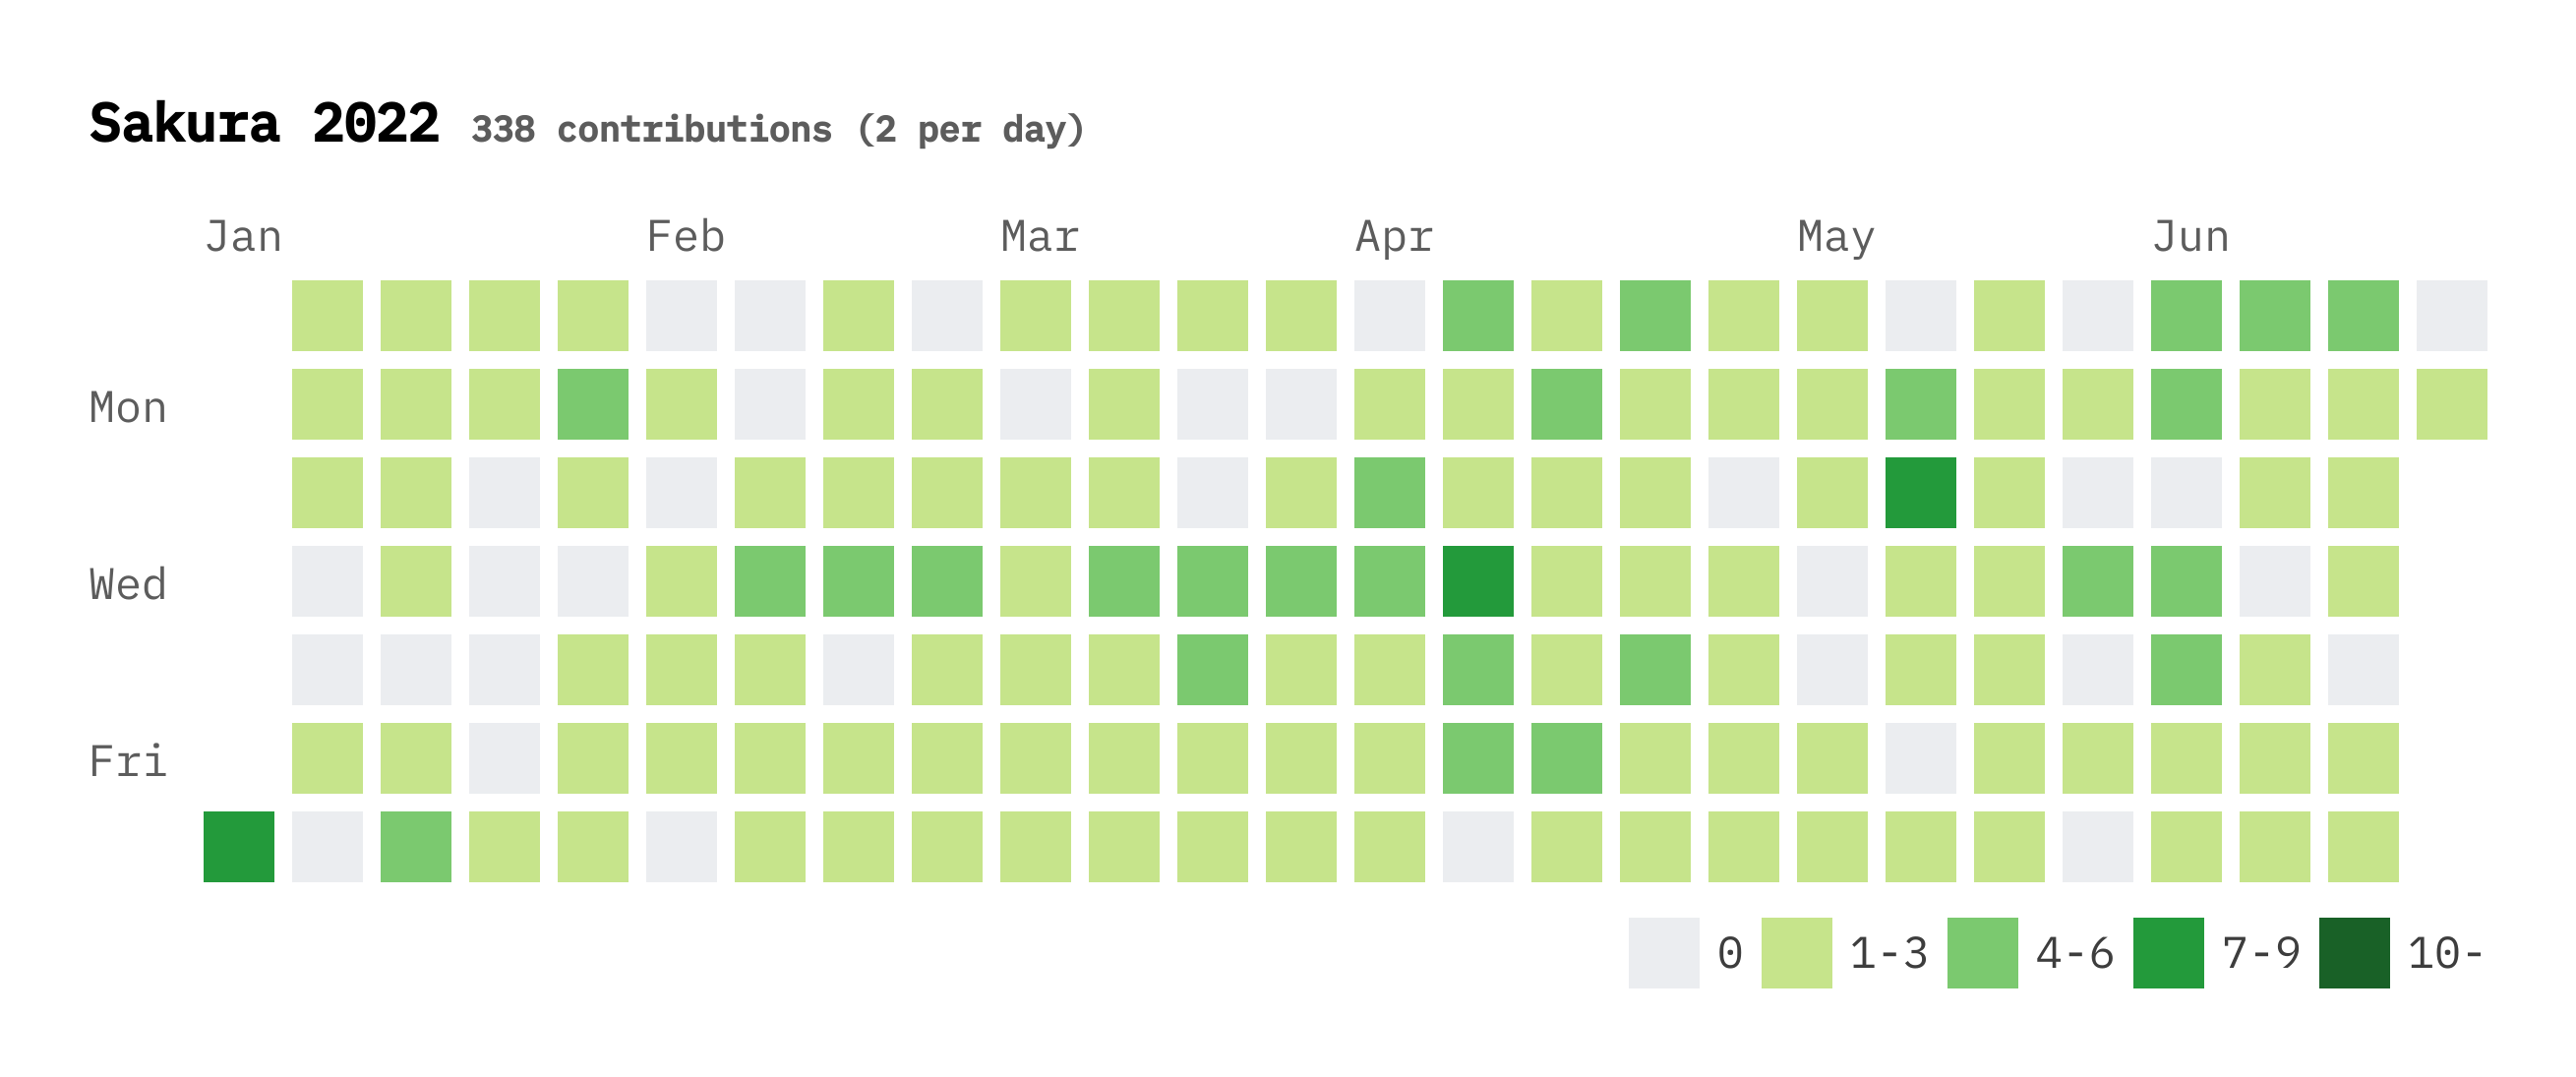 Sakura 2022 338 contributions (2 per day)
Jan Feb Mar Apr May Jun
Mon
Wed
Fri
0 1-3 4-6 7-9 10-